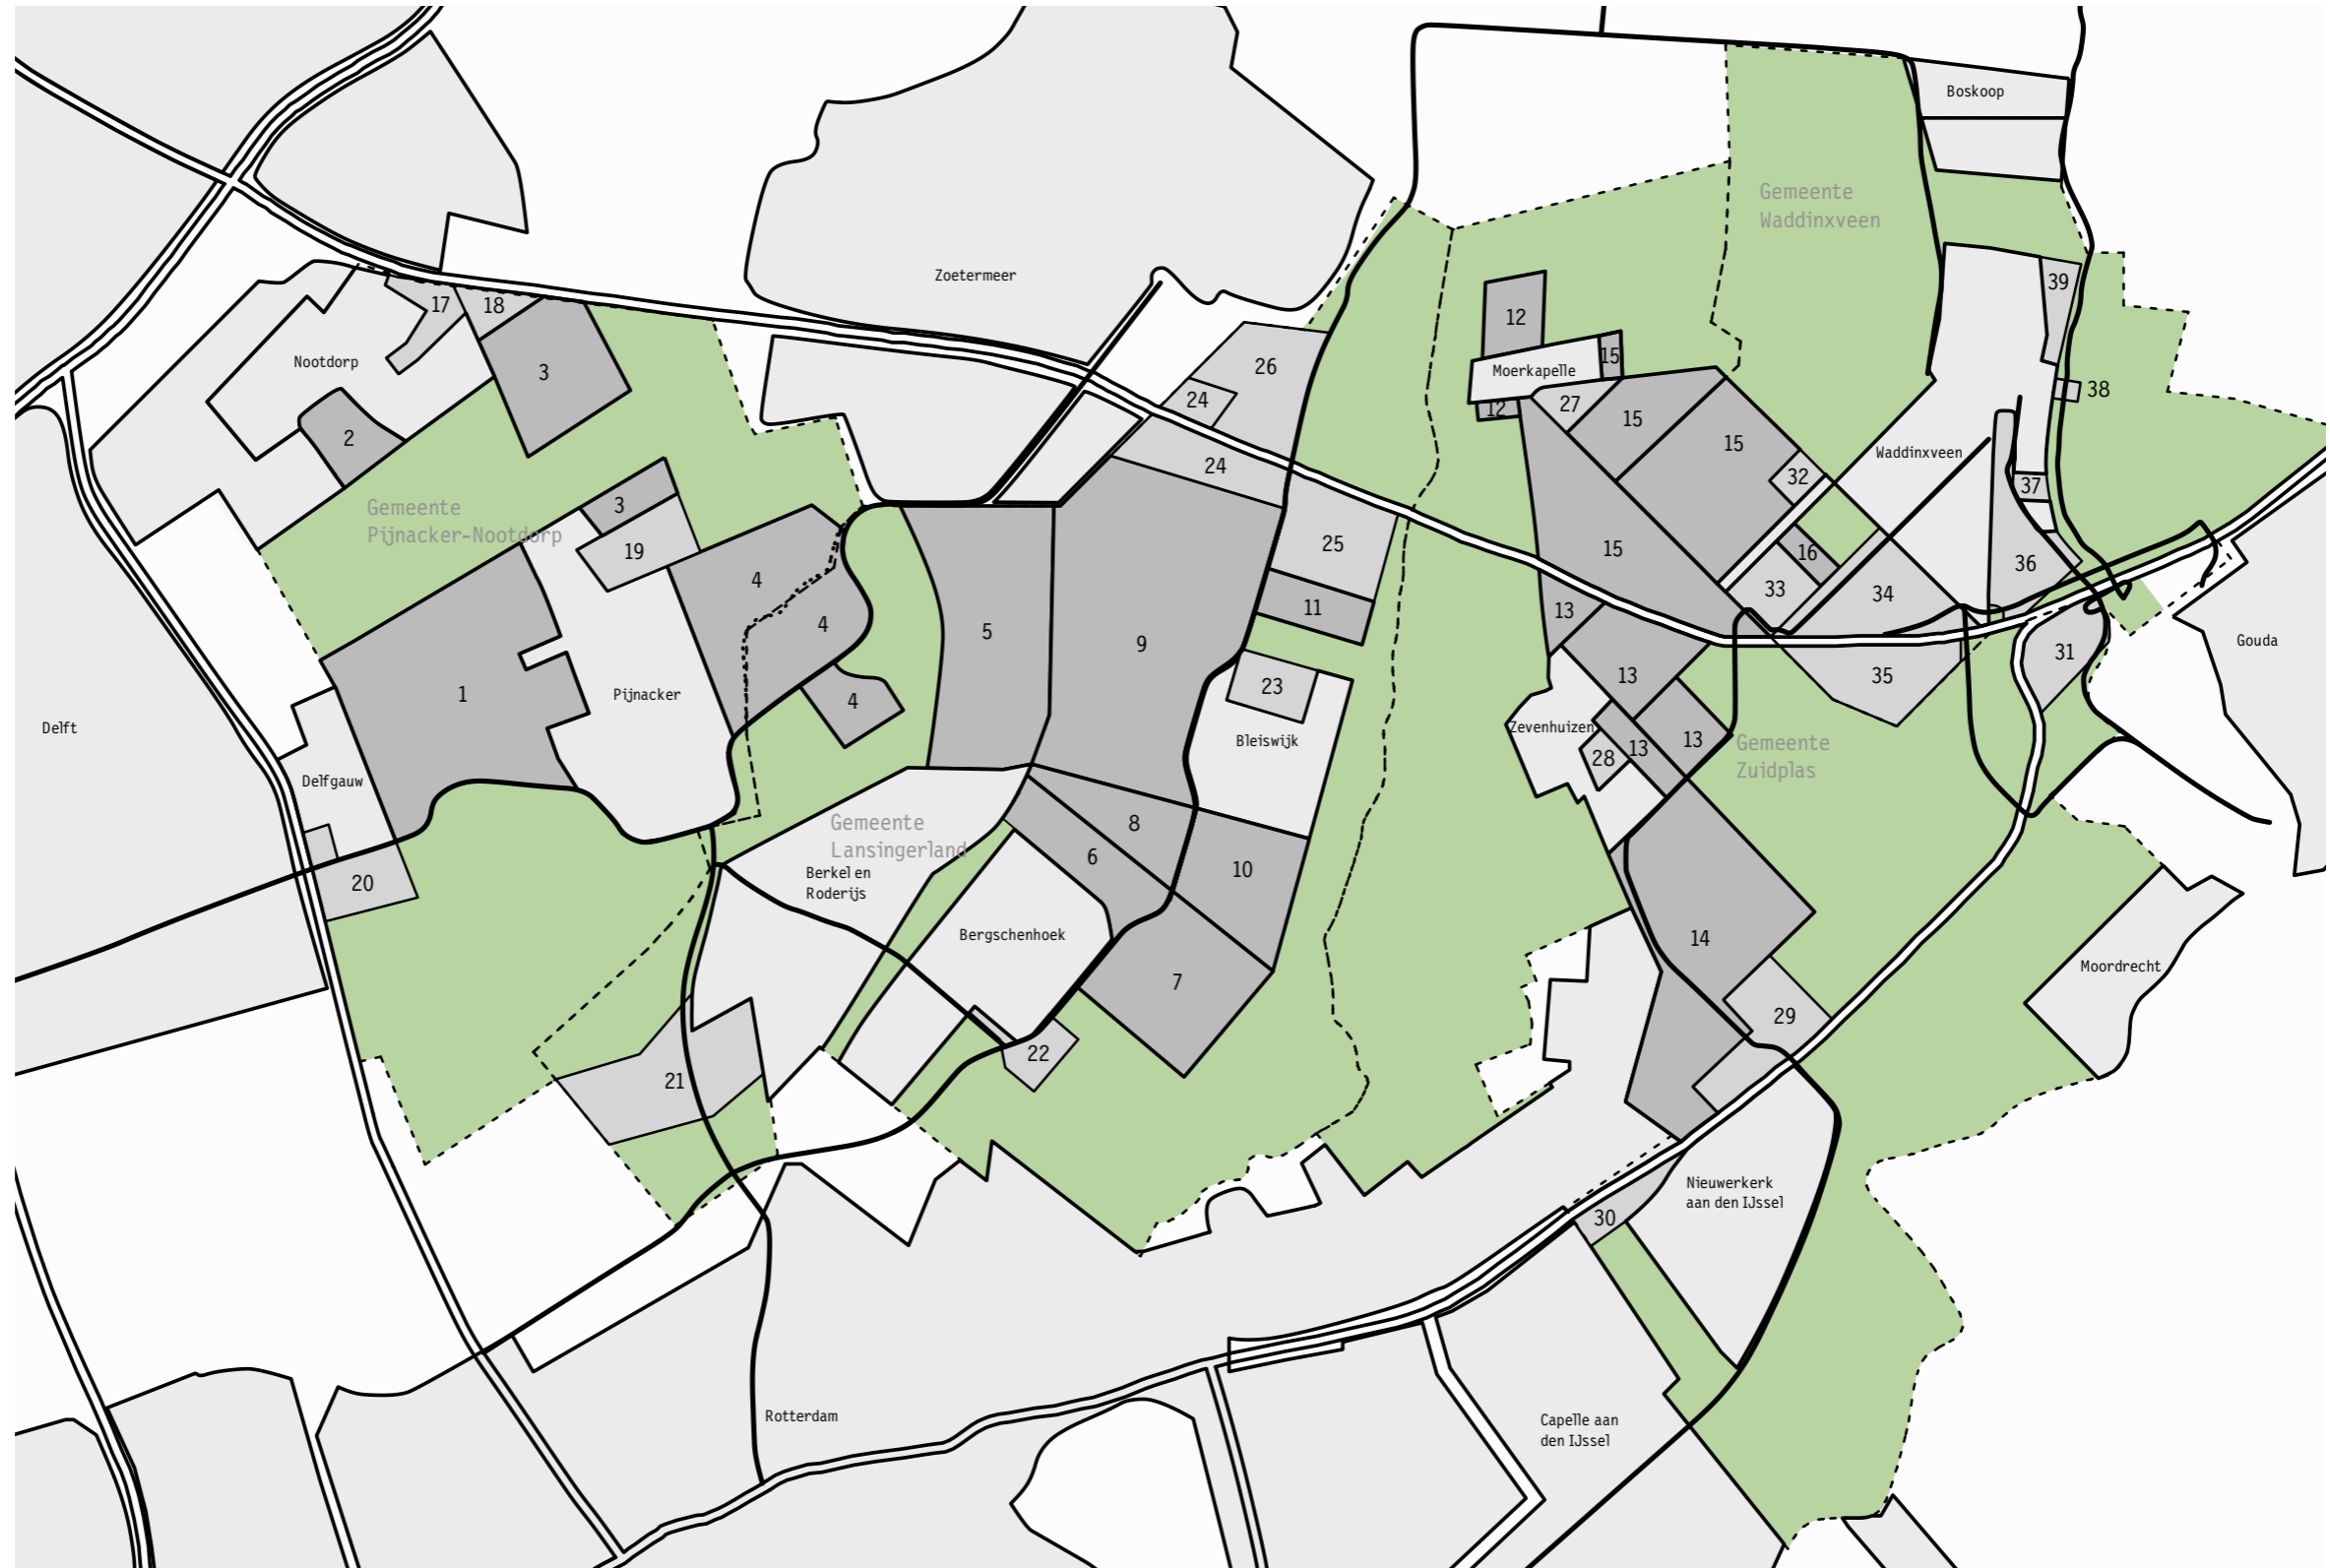 Boskoop
Gemeente
Waddinxveen
Zoetermeer
39
17
18
12
Nootdorp
3
26
15
Moerkapelle
38
24
27
12
15
2
15
Waddinxveen
24
32
37
Gemeente
Pijnacker-Nootdorp
3
19
25
15
16
36
4
33
34
11
13
4
5
9
Gouda
31
13
35
23
1
Pijnacker
4
Delft
Zevenhuizen
Bleiswijk
13
13
28
Gemeente
Zuidplas
Delfgauw
Gemeente
Lansingerland
8
6
10
Berkel en
Roderijs
20
Bergschenhoek
14
Moordrecht
7
29
22
21
Nieuwerkerk
aan den IJssel
30
Rotterdam
Capelle aan
den IJssel